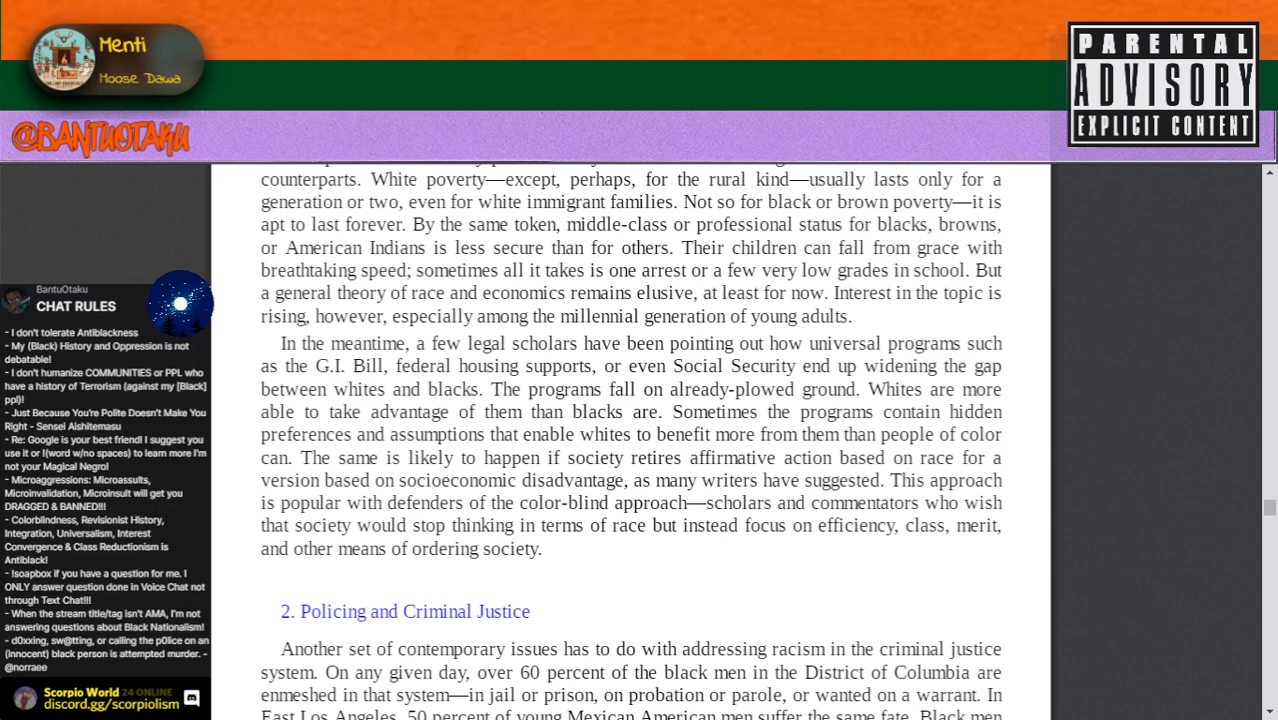 Menti
Moose Dawa
@BANTUOTAKU
PARENTAL
ADVISORY
EXPLICIT CONTENT
counterparts. White poverty—except, perhaps, for the rural kind—usually lasts only for a
generation or two, even for white immigrant families. Not so for black or brown poverty—it is
apt to last forever. By the same token, middle-class or professional status for blacks, browns,
or American Indians is less secure than for others. Their children can fall from grace with
breathtaking speed; sometimes all it takes is one arrest or a few very low grades in school. But
a general theory of race and economics remains elusive, at least for now. Interest in the topic is
rising, however, especially among the millennial generation of young adults.
In the meantime, a few legal scholars have been pointing out how universal programs such
as the G.I. Bill, federal housing supports, or even Social Security end up widening the gap
between whites and blacks. The programs fall on already-plowed ground. Whites are more
able to take advantage of them than blacks are. Sometimes the programs contain hidden
preferences and assumptions that enable whites to benefit more from them than people of color
can. The same is likely to happen if society retires affirmative action based on race for a
version based on socioeconomic disadvantage, as many writers have suggested. This approach
is popular with defenders of the color-blind approach—scholars and commentators who wish
that society would stop thinking in terms of race but instead focus on efficiency, class, merit,
and other means of ordering society.
2. Policing and Criminal Justice
Another set of contemporary issues has to do with addressing racism in the criminal justice
system. On any given day, over 60 percent of the black men in the District of Columbia are
enmeshed in that system—in jail or prison, on probation or parole, or wanted on a warrant. In
East Los Angeles, 50 percent of young Mexican American men suffer the same fate. Black men
BantuOtaku
CHAT RULES
- I don't tolerate Antiblackness
- My (Black) History and Oppression is not
debatable!
- I don't humanize COMMUNITIES or PPL who
have a history of Terrorism (against my [Black]
ppl)!
- Just Because You're Polite Doesn't Make You
Right - Sensei Aishitemasu
- Re: Google is your best friend! I suggest you
use it or !(word w/no spaces) to learn more I'm
not your Magical Negro!
- Microaggressions: Microassults,
Microinvalidation, Microinsult will get you
DRAGGED & BANNED!!!
- Colorblindness, Revisionist History,
Integration, Universalism, Interest
Convergence & Class Reductionism is
Antiblack!
- !soapbox if you have a question for me. I
ONLY answer question done in Voice Chat not
through Text Chat!!!
- When the stream title/tag isn't AMA, I'm not
answering questions about Black Nationalism!
- d0xxing, sw@tting, or calling the p0lice on an
(innocent) black person is attempted murder. -
@norraee
Scorpio World 24 ONLINE
discord.gg/scorpiolism